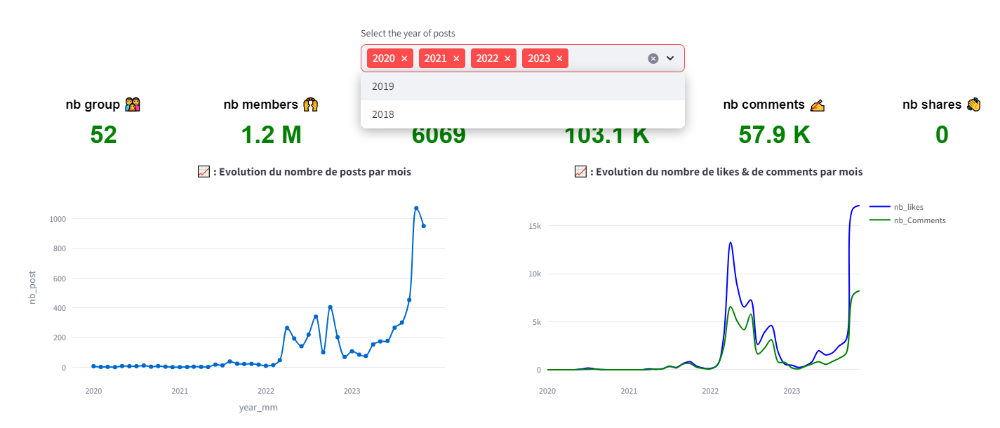 Select the year of posts
2020 × 2021 × 2022 × 2023 ×
2019
2018
nb group
52
nb members
1.2 M
6069
103.1 K
nb comments
57.9 K
nb shares
0
: Evolution du nombre de posts par mois
nb_post
1000
800
600
400
200
0
2020 2021 2022 2023
year_mm
: Evolution du nombre de likes & de comments par mois
15k
10k
5k
0
2020 2021 2022 2023
nb_likes
nb_Comments